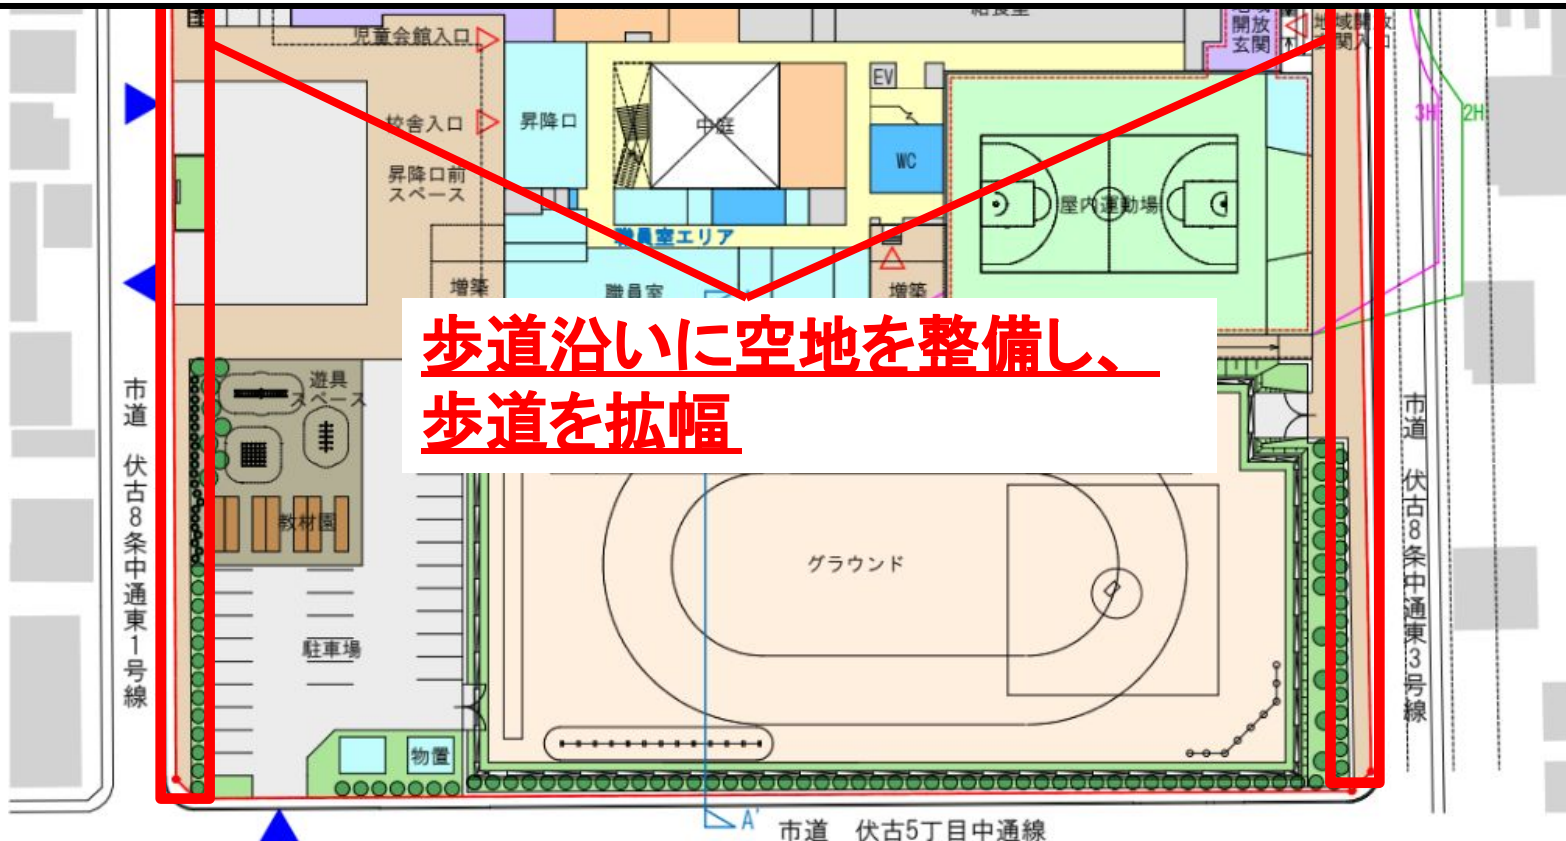 児童会館入口
開放
玄関
地域開放
玄関入口
校舎入口
昇降口
中庭
EV
WC
3H
2H
昇降口前
スペース
屋内運動場
職員室エリア
増築
職員室
増築
歩道沿いに空地を整備し、
歩道を拡幅
遊具
スペース
市道 伏古8条中通東1号線
市道 伏古8条中通東3号線
教材園
グラウンド
駐車場
物置
A'
市道 伏古5丁目中通線